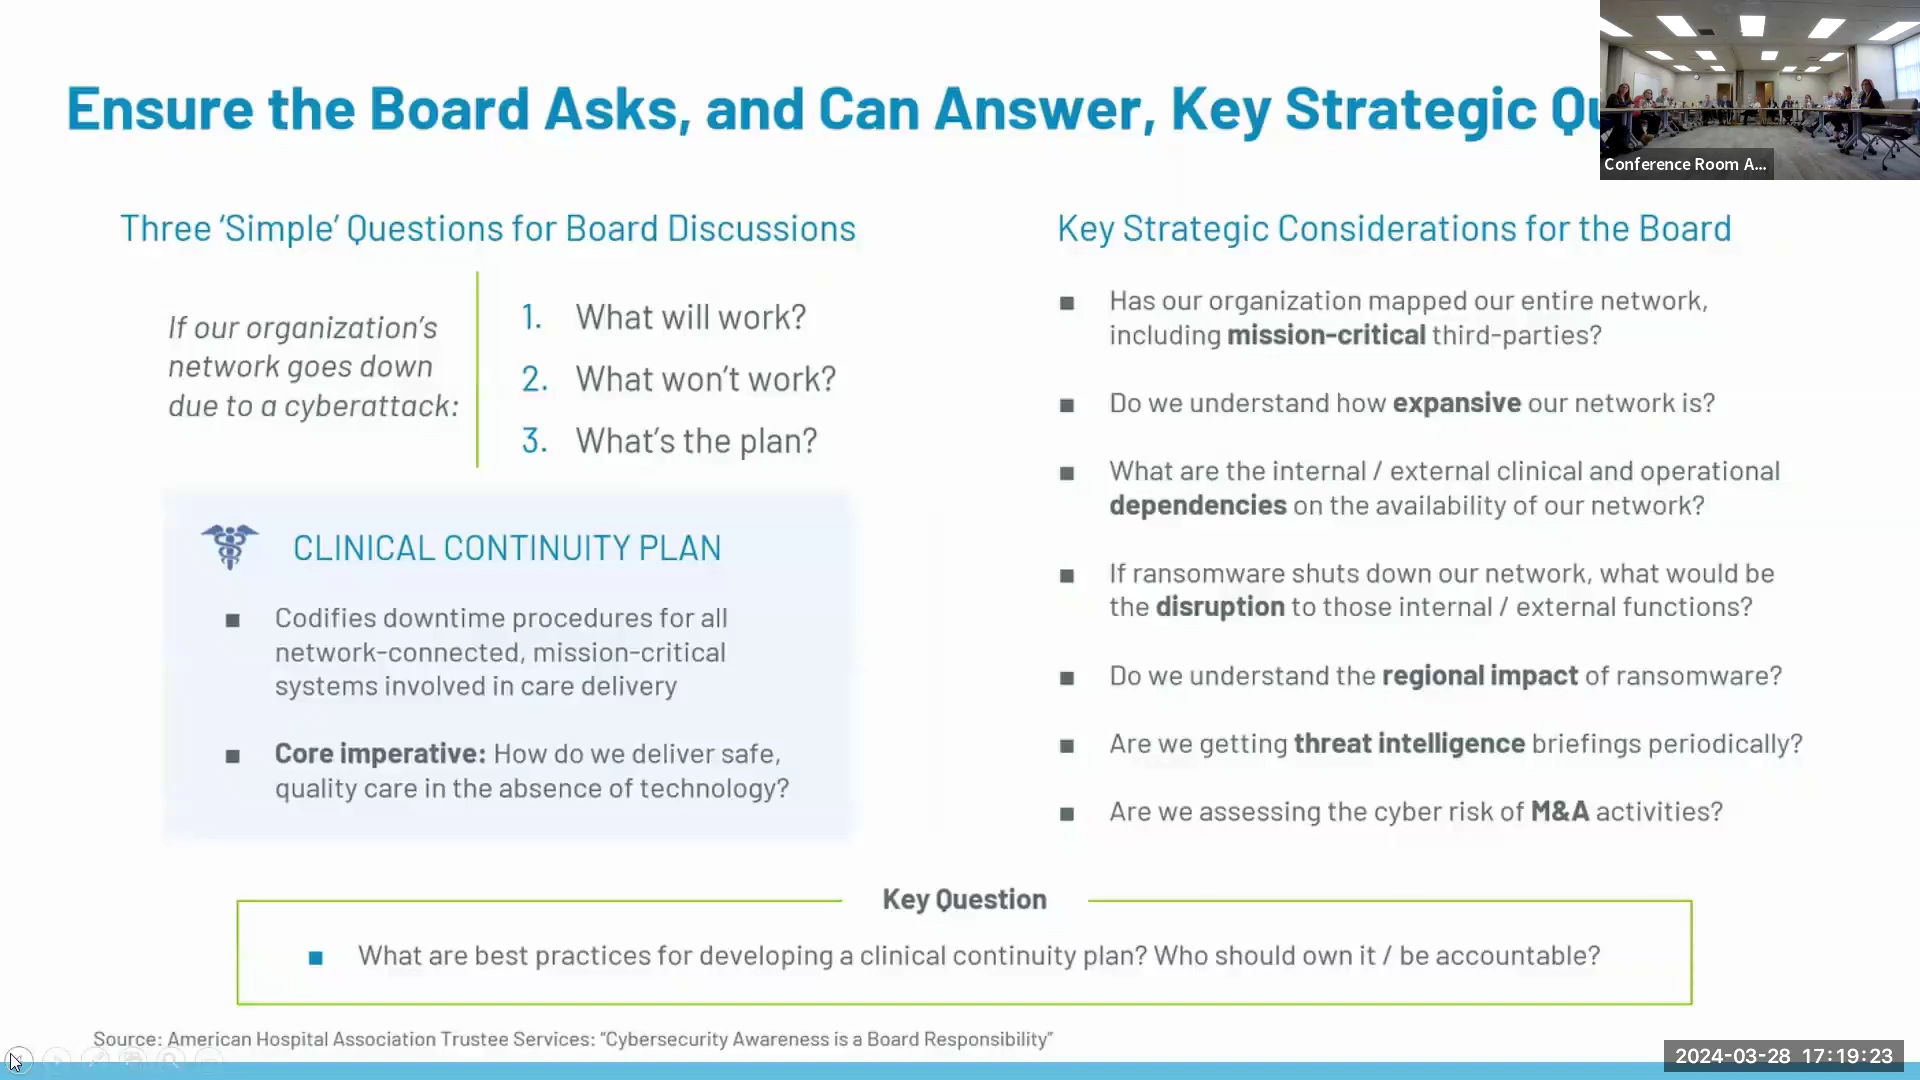 Ensure the Board Asks, and Can Answer, Key Strategic Qu
Conference Room A...
Three ‘Simple’ Questions for Board Discussions
If our organization’s
network goes down
due to a cyberattack:
1. What will work?
2. What won’t work?
3. What’s the plan?
CLINICAL CONTINUITY PLAN
■ Codifies downtime procedures for all
network-connected, mission-critical
systems involved in care delivery
■ Core imperative: How do we deliver safe,
quality care in the absence of technology?
Key Strategic Considerations for the Board
■ Has our organization mapped our entire network,
including mission-critical third-parties?
■ Do we understand how expansive our network is?
■ What are the internal / external clinical and operational
dependencies on the availability of our network?
■ If ransomware shuts down our network, what would be
the disruption to those internal / external functions?
■ Do we understand the regional impact of ransomware?
■ Are we getting threat intelligence briefings periodically?
■ Are we assessing the cyber risk of M&A activities?
Key Question
■ What are best practices for developing a clinical continuity plan? Who should own it / be accountable?
Source: American Hospital Association Trustee Services: “Cybersecurity Awareness is a Board Responsibility”
2024-03-28 17:19:23